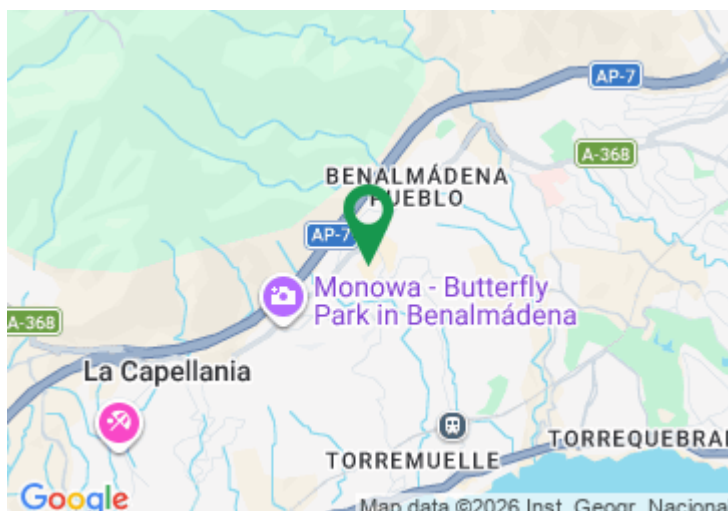 AP-7
A-368
BENALMÁDENA
PUEBLO
AP-7
Monowa - Butterfly
Park in Benalmádena
A-368
La Capellania
TORREQUEBRA
TORREMUELLE
Google
Map data ©2026 Inst. Geogr. Naciona